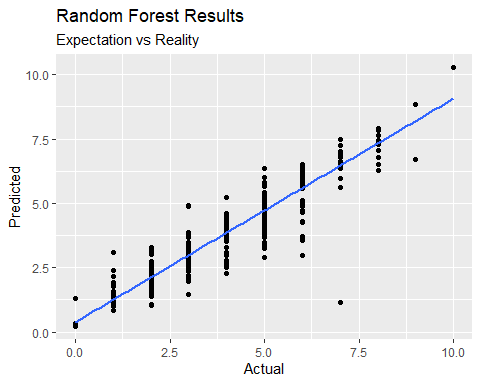 Random Forest Results
Expectation vs Reality
10.0
7.5
5.0
2.5
0.0
Predicted
0.0 2.5 5.0 7.5 10.0
Actual